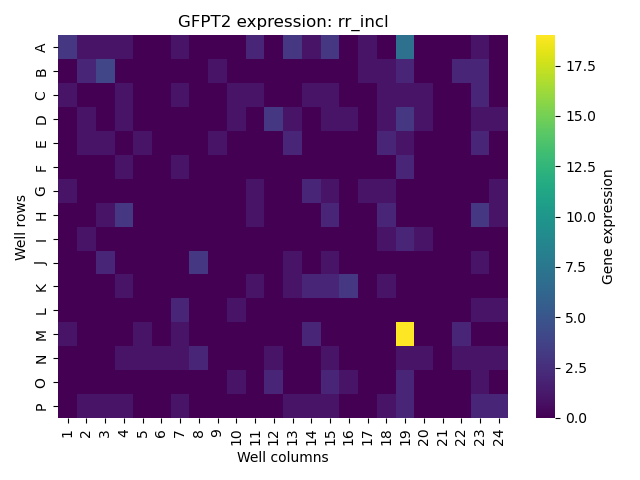 GFPT2 expression: rr_incl
A
B
C
D
E
F
G
H
I
J
K
L
M
N
O
P
Well rows
1 2 3 4 5 6 7 8 9 10 11 12 13 14 15 16 17 18 19 20 21 22 23 24
Well columns
17.5
15.0
12.5
10.0
7.5
5.0
2.5
0.0
Gene expression